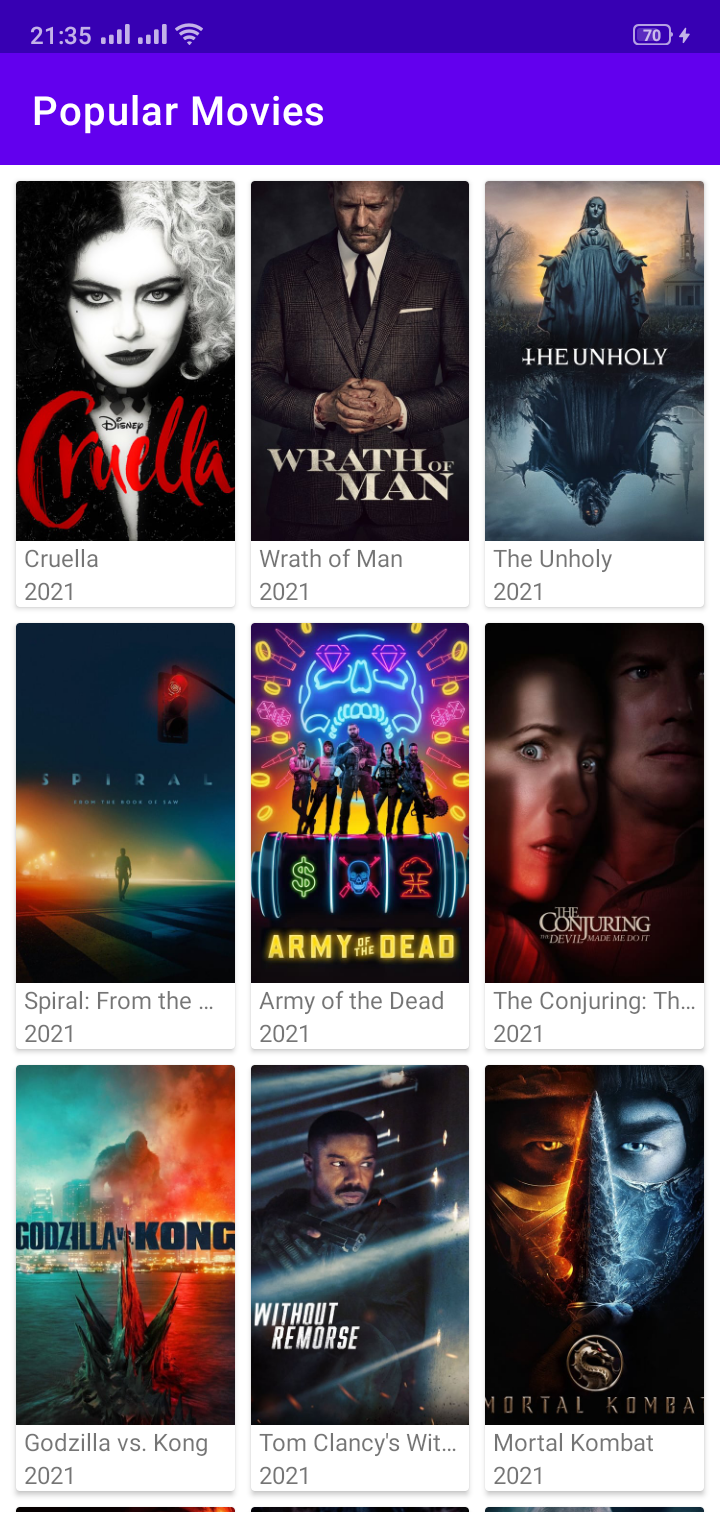 21:35
70
Popular Movies
DISNEY
Cruella
WRATH OF
MAN
THE UNHOLY
Cruella
2021
Wrath of Man
2021
The Unholy
2021
SPIRAL
FROM THE BOOK OF SAW
ARMY OF THE DEAD
THE
CONJURING
THE DEVIL MADE ME DO IT
Spiral: From the ...
2021
Army of the Dead
2021
The Conjuring: Th...
2021
GODZILLA vs. KONG
WITHOUT
REMORSE
MORTAL KOMBAT
Godzilla vs. Kong
2021
Tom Clancy's Wit...
2021
Mortal Kombat
2021